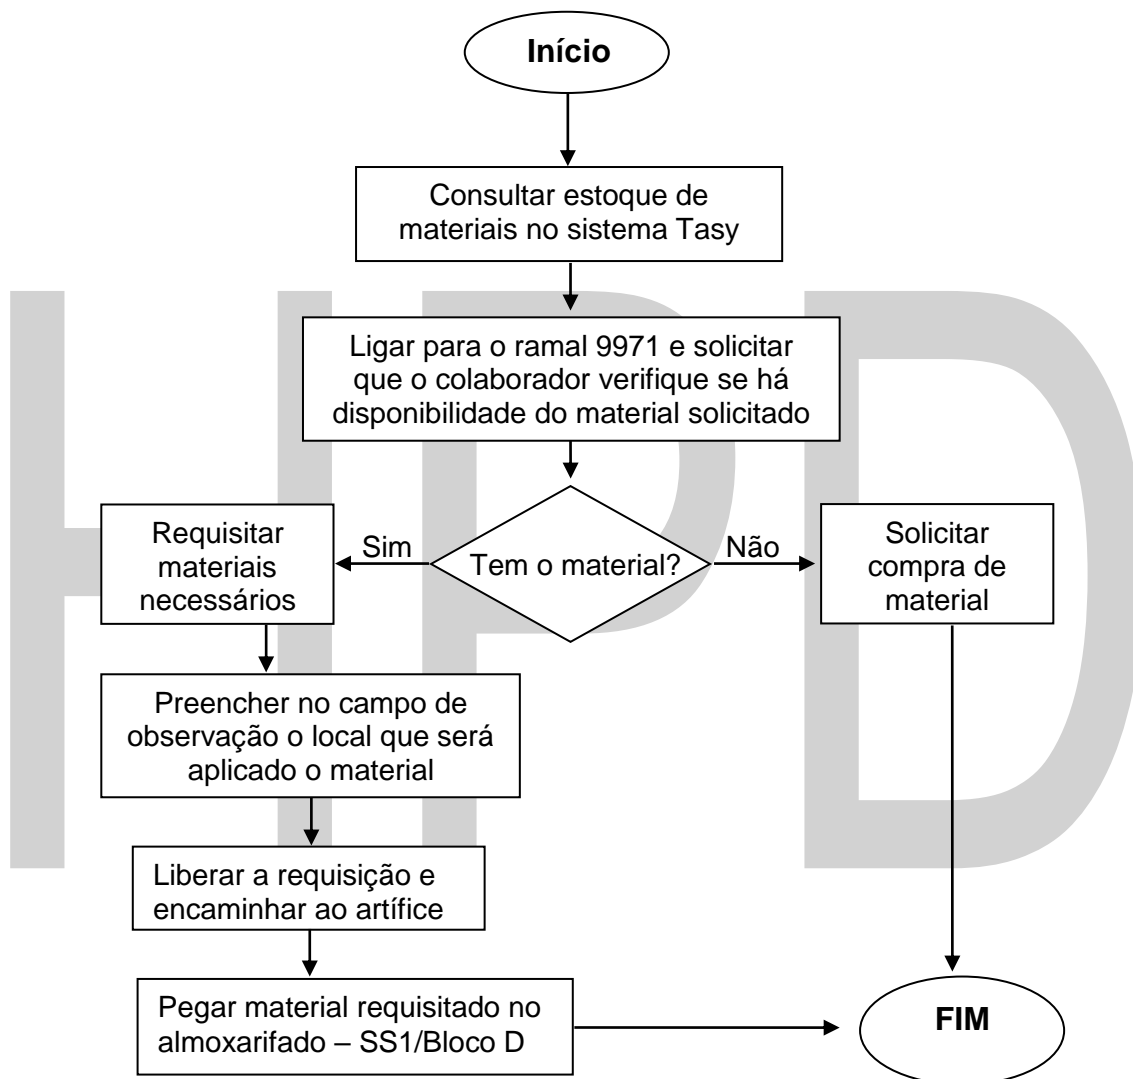 Início
Consultar estoque de
materiais no sistema Tasy
Ligar para o ramal 9971 e solicitar
que o colaborador verifique se há
disponibilidade do material solicitado
Tem o material?
Sim
Não
Requisitar
materiais
necessários
Solicitar
compra de
material
Preencher no campo de
observação o local que será
aplicado o material
Liberar a requisição e
encaminhar ao artífice
Pegar material requisitado no
almoxarifado – SS1/Bloco D
FIM
HIPD